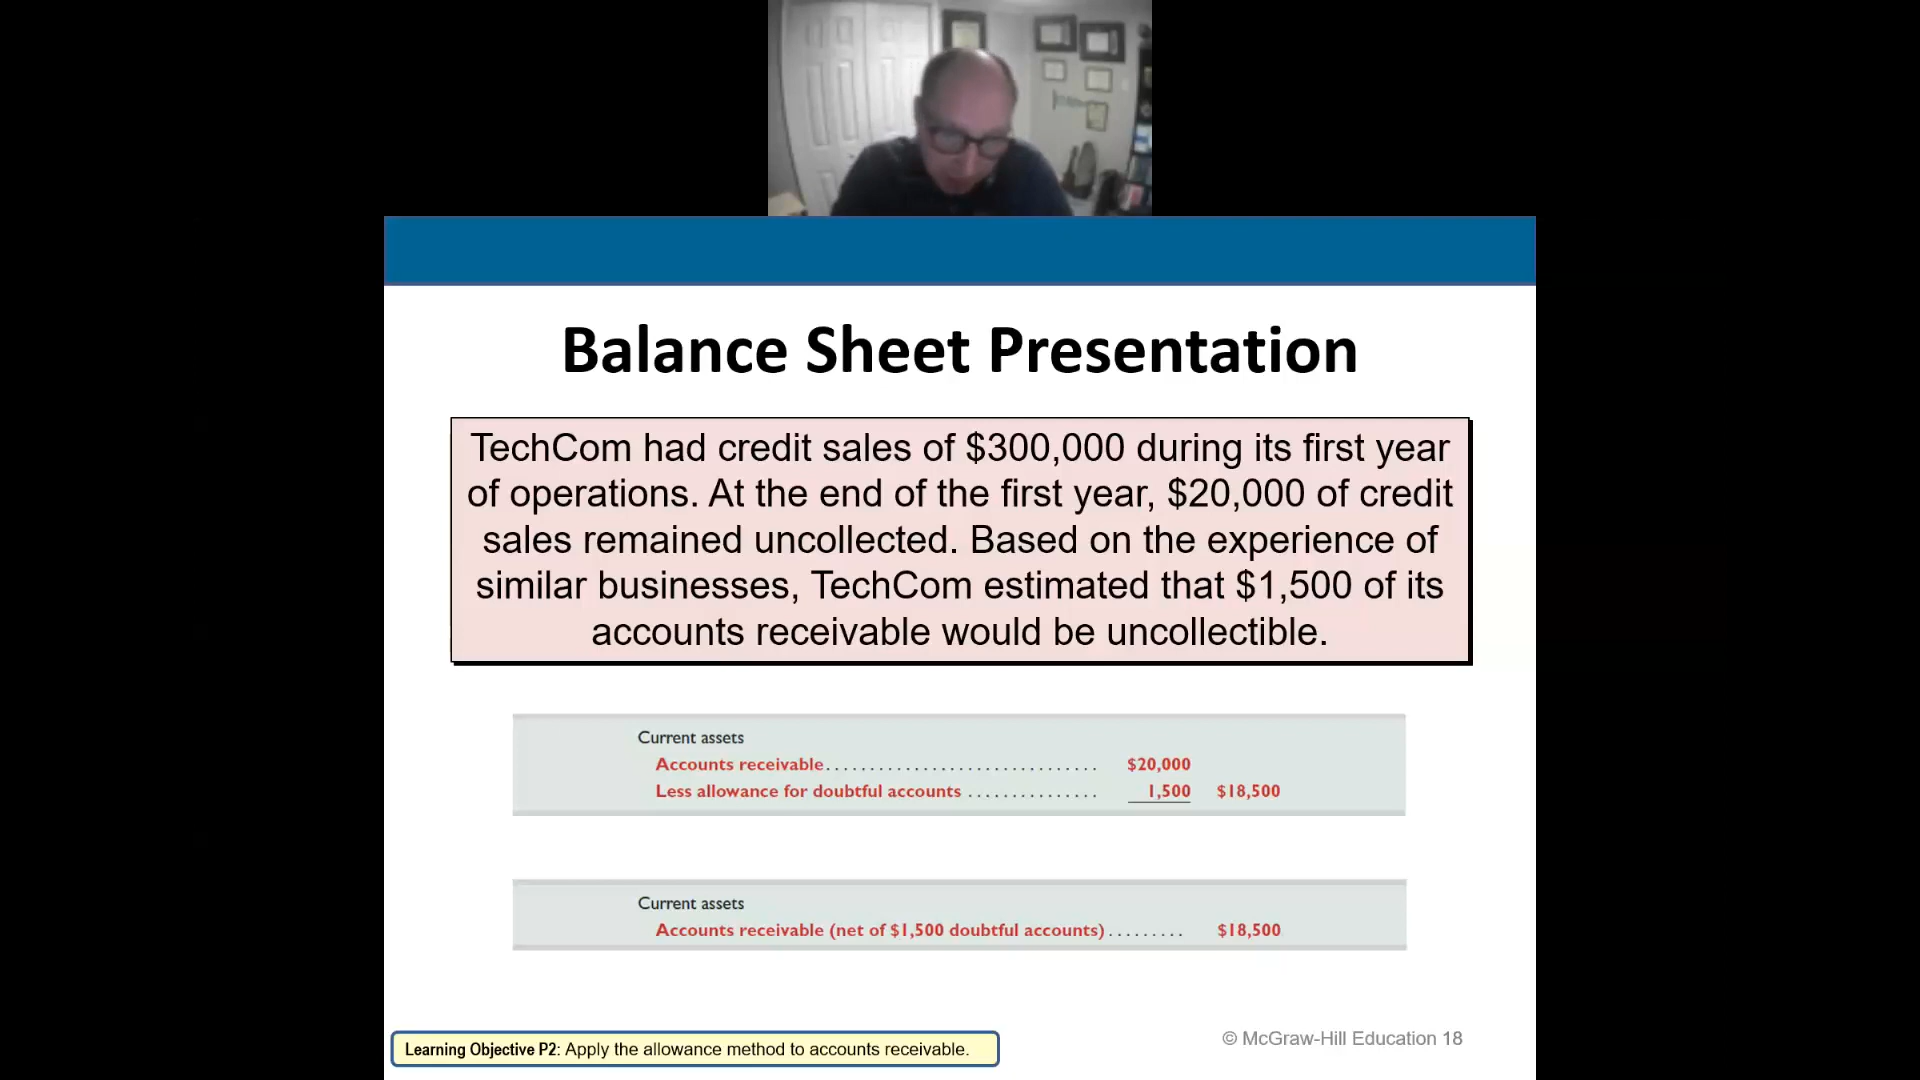 Balance Sheet Presentation
TechCom had credit sales of $300,000 during its first year
of operations. At the end of the first year, $20,000 of credit
sales remained uncollected. Based on the experience of
similar businesses, TechCom estimated that $1,500 of its
accounts receivable would be uncollectible.
Current assets
Accounts receivable.............................. $20,000
Less allowance for doubtful accounts ............... 1,500 $18,500
Current assets
Accounts receivable (net of $1,500 doubtful accounts)......... $18,500
Learning Objective P2: Apply the allowance method to accounts receivable.
© McGraw-Hill Education 18